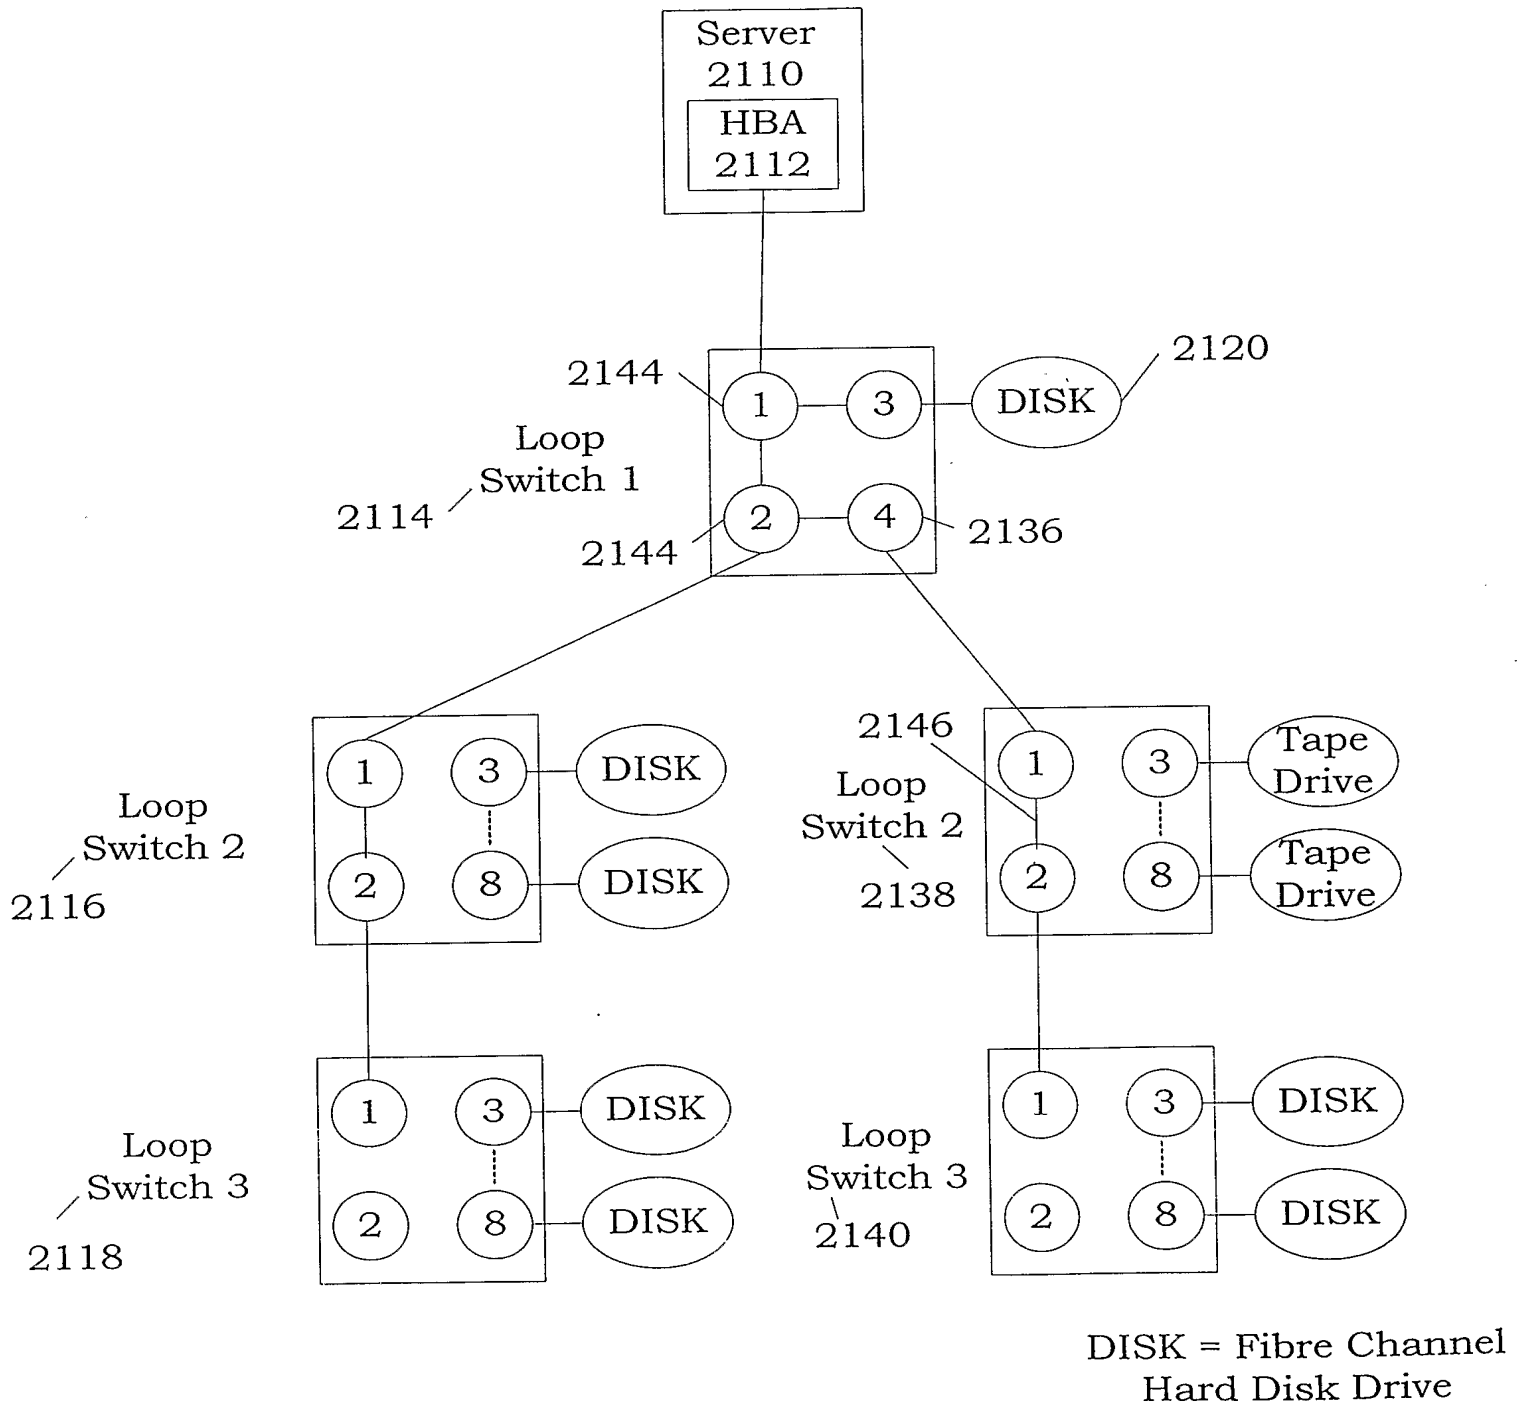 Server
2110
HBA
2112
2144
1
3
DISK
2120
Loop
Switch 1
2114
2
4
2136
2144
2146
1
3
DISK
Loop
Switch 2
2116
2
8
DISK
1
3
Tape
Drive
Loop
Switch 2
2138
2
8
Tape
Drive
1
3
DISK
Loop
Switch 3
2118
2
8
DISK
1
3
DISK
Loop
Switch 3
2140
2
8
DISK
DISK = Fibre Channel
Hard Disk Drive